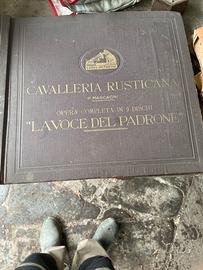 CAVALLERIA RUSTICANA
P. MASCAGNI
OPERA COMPLETA IN 9 DISCHI
"LA VOCE DEL PADRONE"